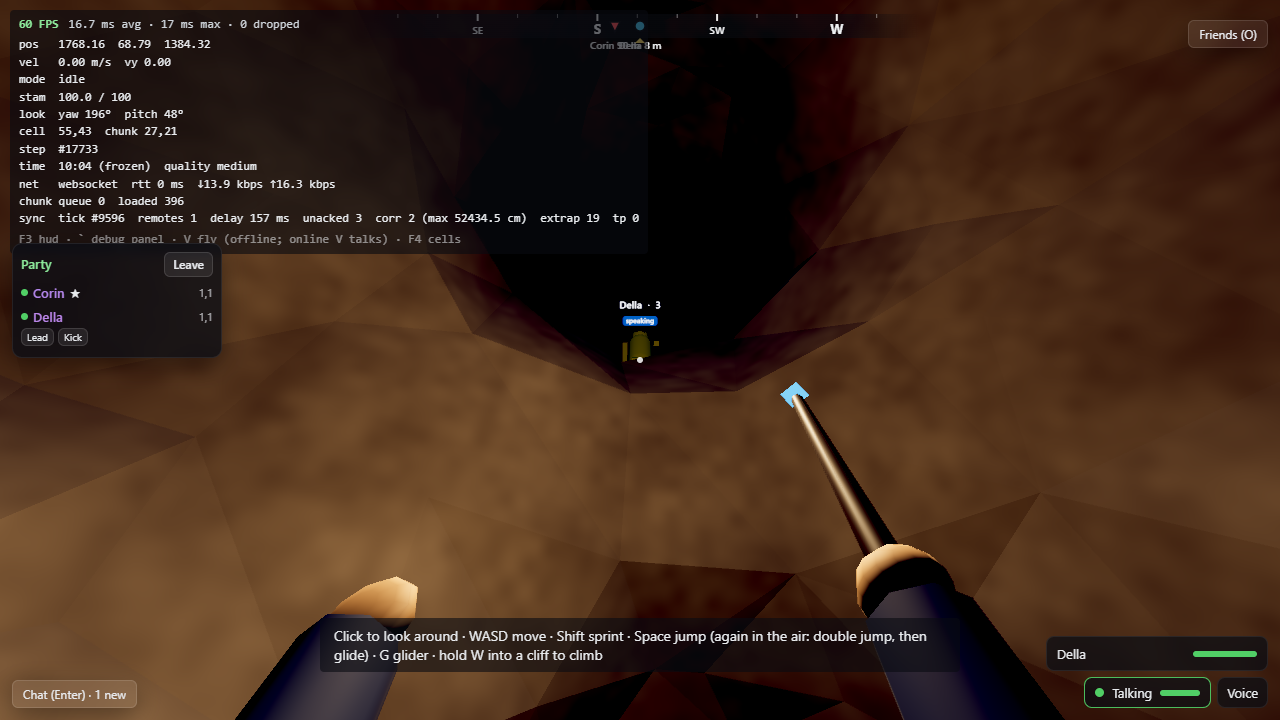 60 FPS 16.7 ms avg · 17 ms max · 0 dropped
pos 1768.16 68.79 1384.32
vel 0.00 m/s vy 0.00
mode idle
stam 100.0 / 100
look yaw 196° pitch 48°
cell 55,43 chunk 27,21
step #17733
time 10:04 (frozen) quality medium
net websocket rtt 0 ms ↓13.9 kbps ↑16.3 kbps
chunk queue 0 loaded 396
sync tick #9596 remotes 1 delay 157 ms unacked 3 corr 2 (max 52434.5 cm) extrap 19 tp 0
F3 hud · ` debug panel · V fly (offline; online V talks) · F4 cells
SE S SW W
Corin
Friends (O)
Party Leave
Corin ★ 1,1
Della 1,1
Lead Kick
Della · 3
speaking
Click to look around · WASD move · Shift sprint · Space jump (again in the air: double jump, then
glide) · G glider · hold W into a cliff to climb
Della
Chat (Enter) · 1 new
Talking Voice